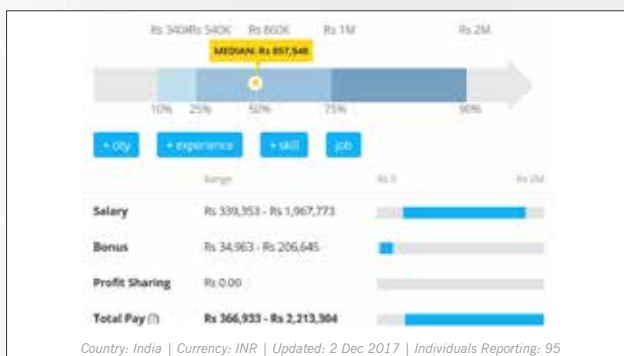 Rs 340K Rs 540K Rs 860K Rs 1M Rs 2M
MEDIAN: Rs 857,548
10% 25% 50% 75% 90%
+ city + experience + skill job
Range Rs 0 Rs 2M
Salary Rs 339,353 - Rs 1,967,773
Bonus Rs 34,963 - Rs 206,645
Profit Sharing Rs 0.00
Total Pay (?) Rs 366,933 - Rs 2,213,304
Country: India | Currency: INR | Updated: 2 Dec 2017 | Individuals Reporting: 95